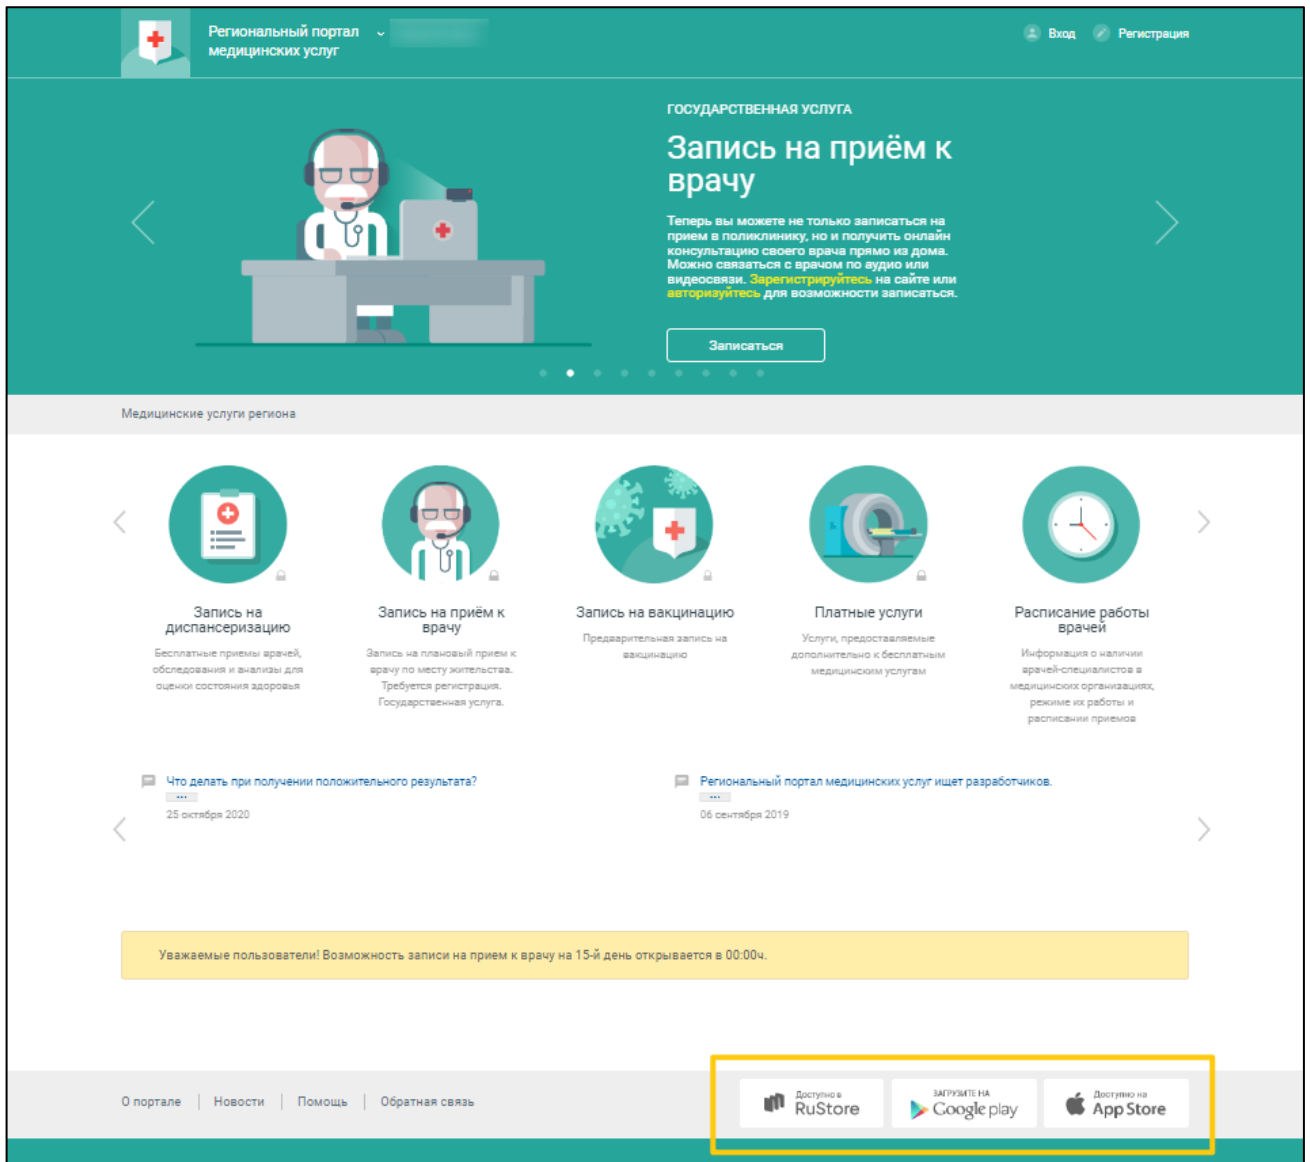 Региональный портал
медицинских услуг
Вход
Регистрация
ГОСУДАРСТВЕННАЯ УСЛУГА
Запись на приём к
врачу
Теперь вы можете не только записаться на
прием в поликлинику, но и получить онлайн
консультацию своего врача прямо из дома.
Можно связаться с врачом по аудио или
видеосвязи. Зарегистрируйтесь на сайте или
авторизуйтесь для возможности записаться.
Записаться
Медицинские услуги региона
Запись на
диспансеризацию
Бесплатные приемы врачей,
обследования и анализы для
оценки состояния здоровья
Запись на приём к
врачу
Запись на плановый прием к
врачу по месту жительства.
Требуется регистрация.
Государственная услуга.
Запись на вакцинацию
Предварительная запись на
вакцинацию
Платные услуги
Услуги, предоставляемые
дополнительно к бесплатным
медицинским услугам
Расписание работы
врачей
Информация о наличии
врачей-специалистов в
медицинских организациях,
режиме их работы и
расписании приемов
Что делать при получении положительного результата?
...
25 октября 2020
Региональный портал медицинских услуг ищет разработчиков.
...
06 сентября 2019
Уважаемые пользователи! Возможность записи на прием к врачу на 15-й день открывается в 00:00ч.
О портале
Новости
Помощь
Обратная связь
Доступно в
RuStore
ЗАГРУЗИТЕ НА
Google play
Доступно на
App Store